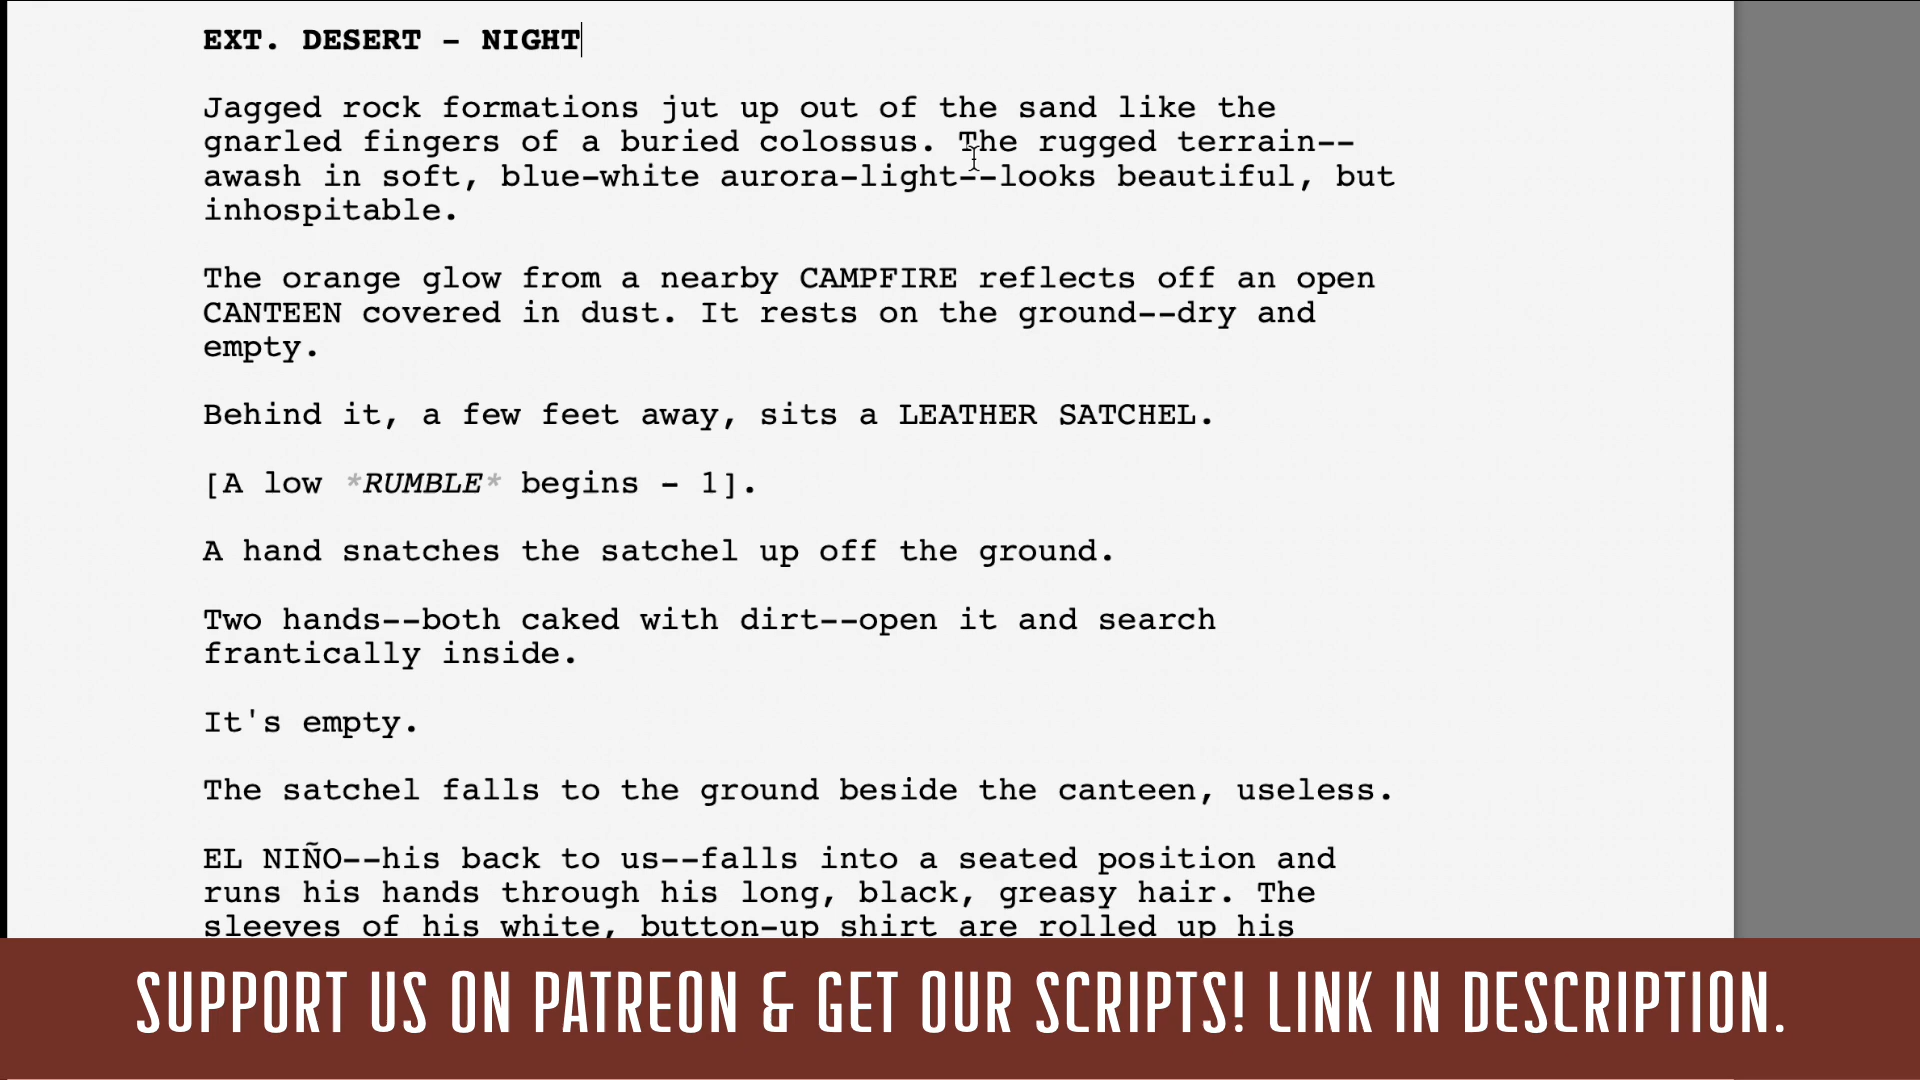 EXT. DESERT - NIGHT
Jagged rock formations jut up out of the sand like the
gnarled fingers of a buried colossus. The rugged terrain--
awash in soft, blue-white aurora-light--looks beautiful, but
inhospitable.
The orange glow from a nearby CAMPFIRE reflects off an open
CANTEEN covered in dust. It rests on the ground--dry and
empty.
Behind it, a few feet away, sits a LEATHER SATCHEL.
[A low *RUMBLE* begins - 1].
A hand snatches the satchel up off the ground.
Two hands--both caked with dirt--open it and search
frantically inside.
It's empty.
The satchel falls to the ground beside the canteen, useless.
EL NIÑO--his back to us--falls into a seated position and
runs his hands through his long, black, greasy hair. The
sleeves of his white, button-up shirt are rolled up his
SUPPORT US ON PATREON & GET OUR SCRIPTS! LINK IN DESCRIPTION.